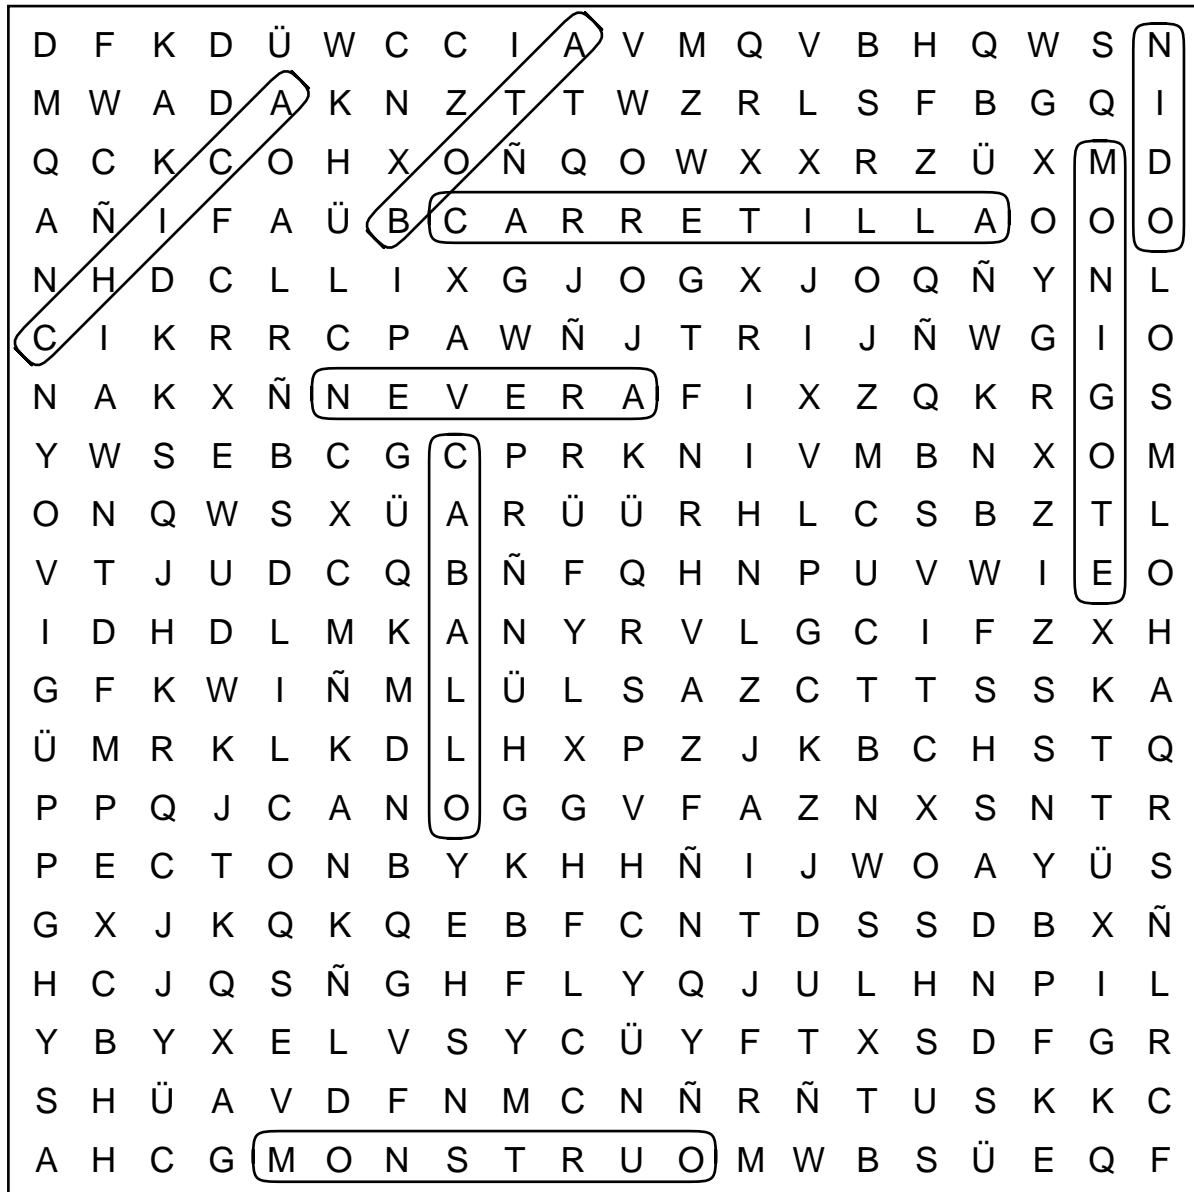 D F K D Ü W C C I A V M Q V B H Q W S N
M W A D A K N Z T T W Z R L S F B G Q I
Q C K C O H X O Ñ Q O W X X R Z Ü X M D
A Ñ I F A Ü B C A R R E T I L L A O O O
N H D C L L I X G J O G X J O Q Ñ Y N L
C I K R R C P A W Ñ J T R I J Ñ W G I O
N A K X Ñ N E V E R A F I X Z Q K R G S
Y W S E B C G C P R K N I V M B N X O M
O N Q W S X Ü A R Ü Ü R H L C S B Z T L
V T J U D C Q B Ñ F Q H N P U V W I E O
I D H D L M K A N Y R V L G C I F Z X H
G F K W I Ñ M L Ü L S A Z C T T S S K A
Ü M R K L K D L H X P Z J K B C H S T Q
P P Q J C A N O G G V F A Z N X S N T R
P E C T O N B Y K H H Ñ I J W O A Y Ü S
G X J K Q K Q E B F C N T D S S D B X Ñ
H C J Q S Ñ G H F L Y Q J U L H N P I L
Y B Y X E L V S Y C Ü Y F T X S D F G R
S H Ü A V D F N M C N Ñ R Ñ T U S K K C
A H C G M O N S T R U O M W B S Ü E Q F